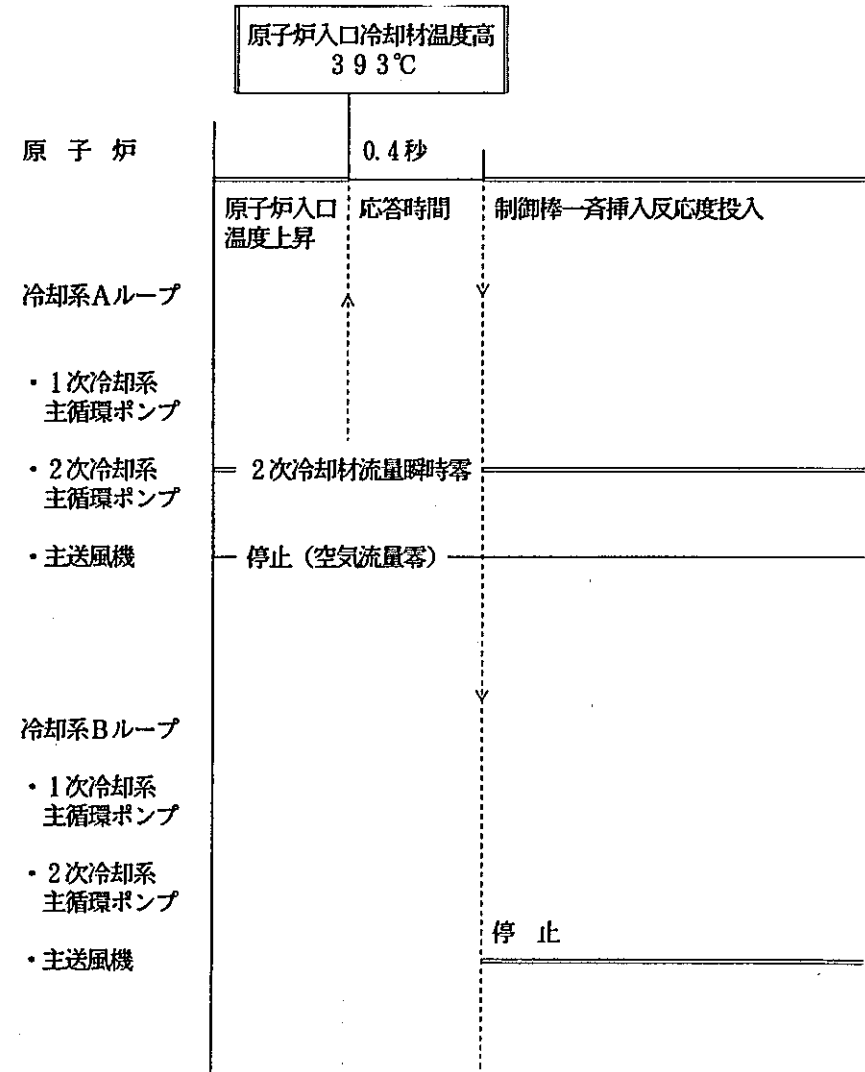 原子炉入口冷却材温度高
３９３℃
原子炉
0.4秒
原子炉入口
温度上昇
応答時間
制御棒一斉挿入反応度投入
冷却系Aループ
・1次冷却系
主循環ポンプ
・2次冷却系
主循環ポンプ
2次冷却材流量瞬時零
・主送風機
停止（空気流量零）
冷却系Bループ
・1次冷却系
主循環ポンプ
・2次冷却系
主循環ポンプ
停止
・主送風機